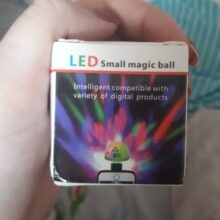 LED Small magic ball
Intelligent compatible with
variety of digital products